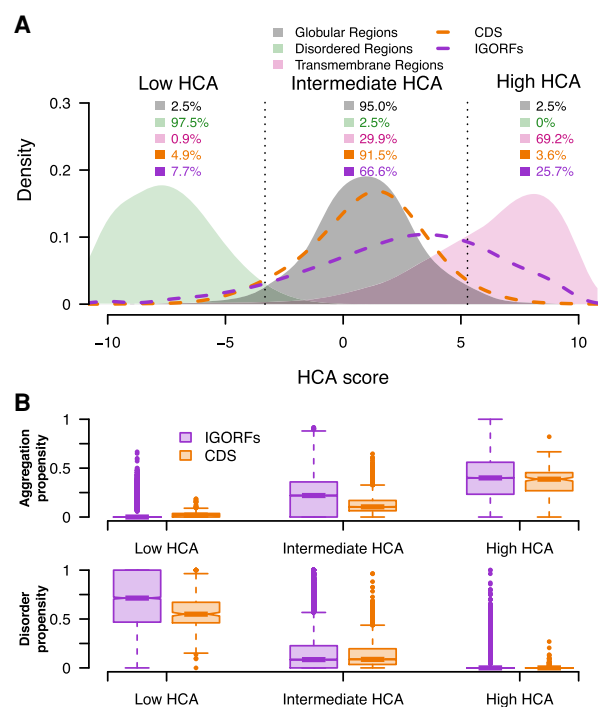 A
Globular Regions
Disordered Regions
Transmembrane Regions
CDS
IGORFs
Low HCA
Intermediate HCA
High HCA
2.5%
97.5%
0.9%
4.9%
7.7%
95.0%
2.5%
29.9%
91.5%
66.6%
2.5%
0%
69.2%
3.6%
25.7%
Density
0.3
0.2
0.1
0
−10
−5
0
5
10
HCA score
B
Aggregation
propensity
1
0.5
0
IGORFs
CDS
Low HCA
Intermediate HCA
High HCA
Disorder
propensity
1
0.5
0
Low HCA
Intermediate HCA
High HCA